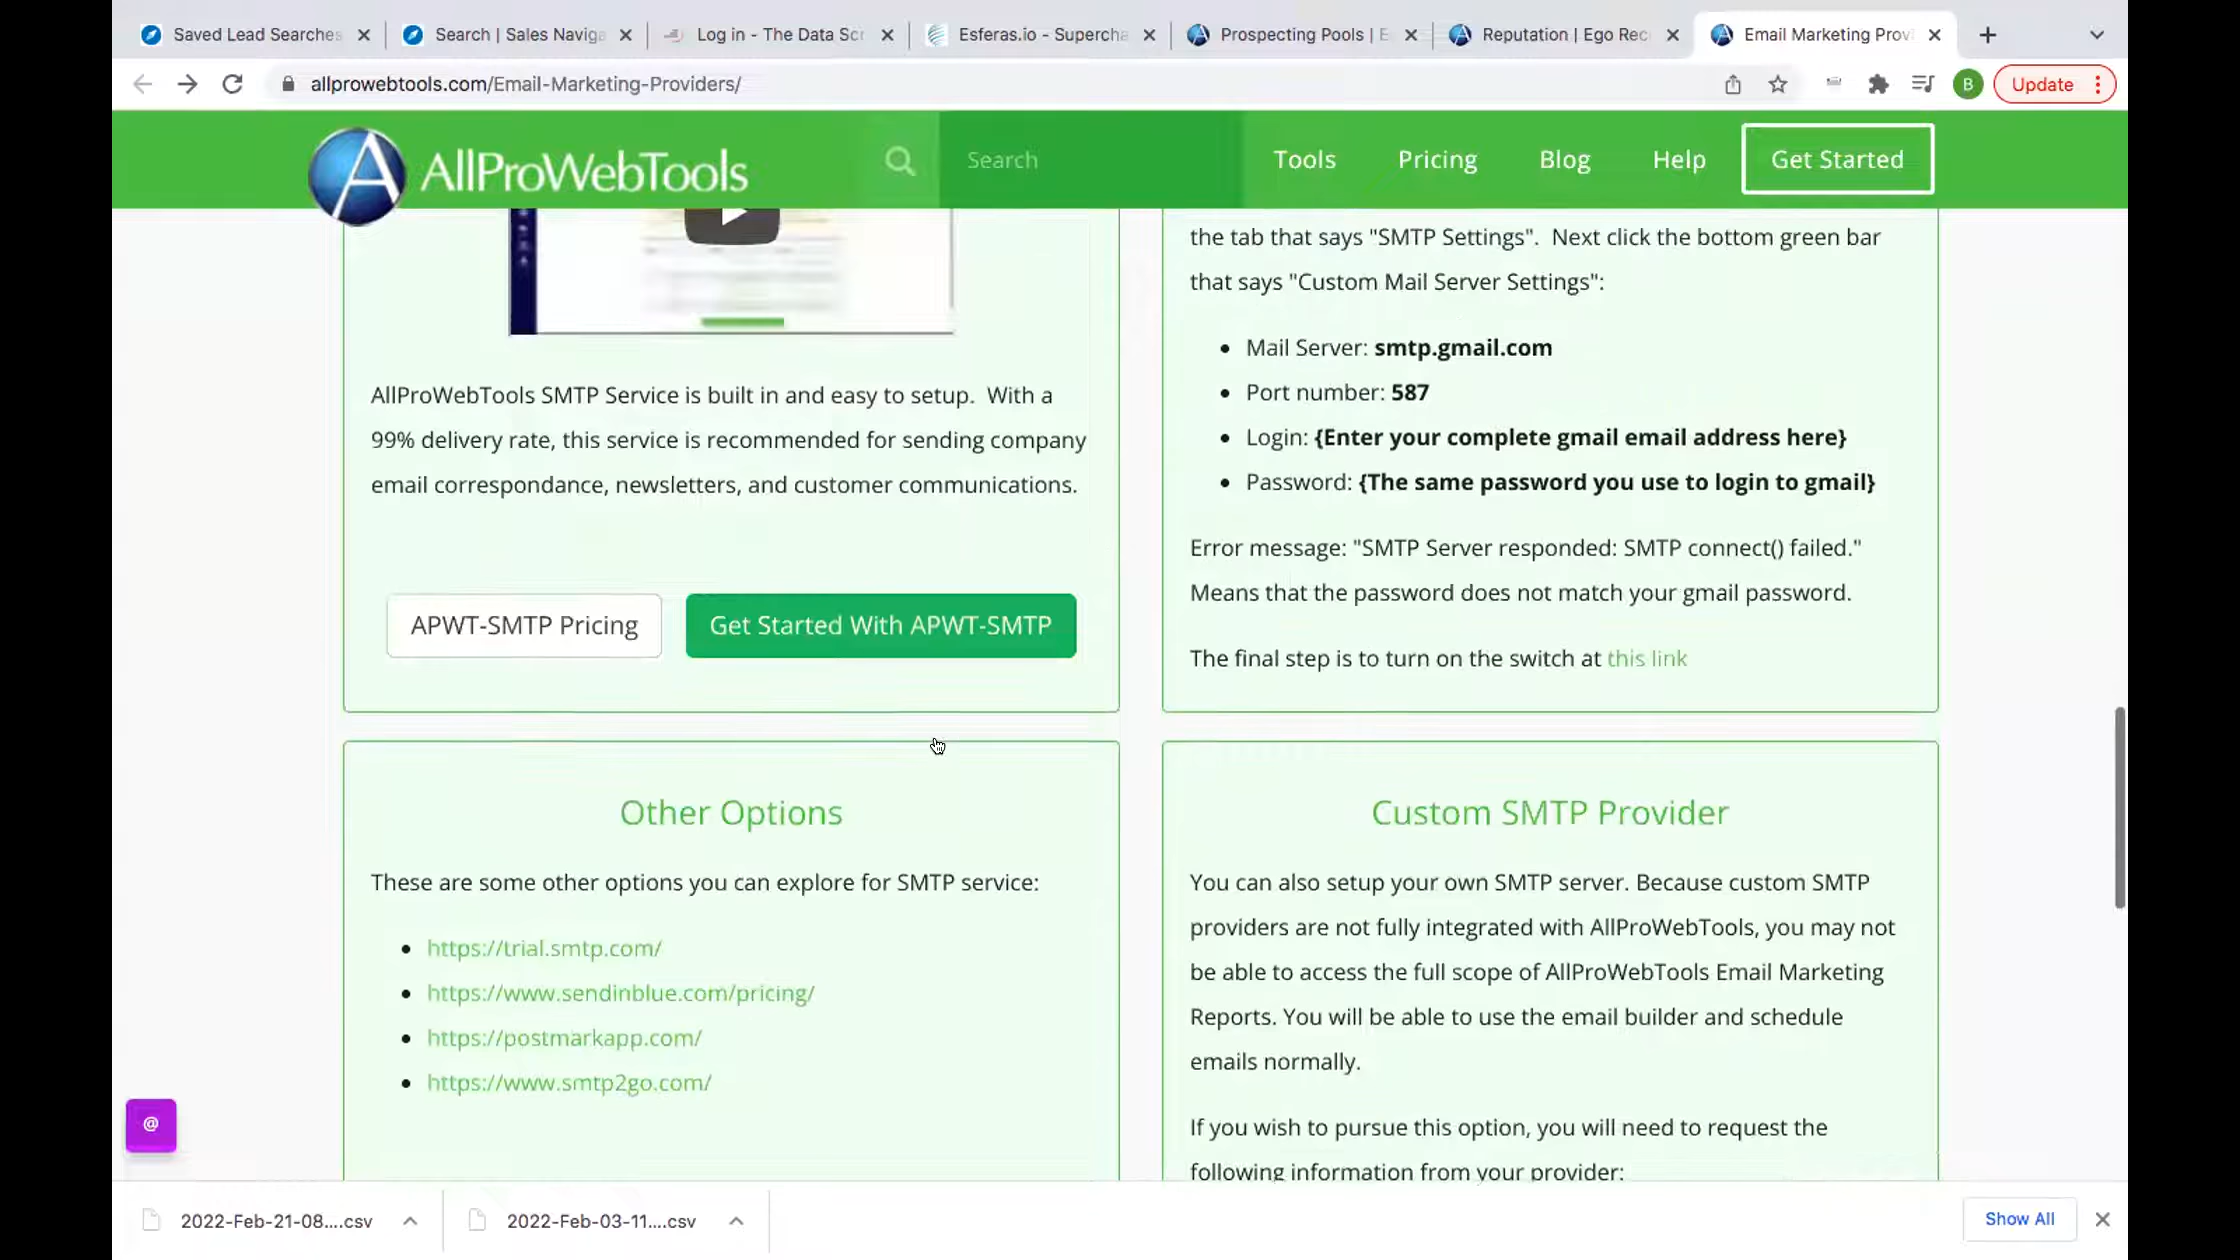 Saved Lead Searches
Search | Sales Naviga
Log in - The Data Scr
Esferas.io - Supercha
Prospecting Pools | E
Reputation | Ego Rec
Email Marketing Provi
allprowebtools.com/Email-Marketing-Providers/
B
Update
AllProWebTools
Search
Tools
Pricing
Blog
Help
Get Started
AllProWebTools SMTP Service is built in and easy to setup. With a
99% delivery rate, this service is recommended for sending company
email correspondance, newsletters, and customer communications.
APWT-SMTP Pricing
Get Started With APWT-SMTP
the tab that says "SMTP Settings". Next click the bottom green bar
that says "Custom Mail Server Settings":
• Mail Server: smtp.gmail.com
• Port number: 587
• Login: {Enter your complete gmail email address here}
• Password: {The same password you use to login to gmail}
Error message: "SMTP Server responded: SMTP connect() failed."
Means that the password does not match your gmail password.
The final step is to turn on the switch at this link
Other Options
These are some other options you can explore for SMTP service:
• https://trial.smtp.com/
• https://www.sendinblue.com/pricing/
• https://postmarkapp.com/
• https://www.smtp2go.com/
Custom SMTP Provider
You can also setup your own SMTP server. Because custom SMTP
providers are not fully integrated with AllProWebTools, you may not
be able to access the full scope of AllProWebTools Email Marketing
Reports. You will be able to use the email builder and schedule
emails normally.
If you wish to pursue this option, you will need to request the
following information from your provider:
@
2022-Feb-21-08....csv
2022-Feb-03-11....csv
Show All